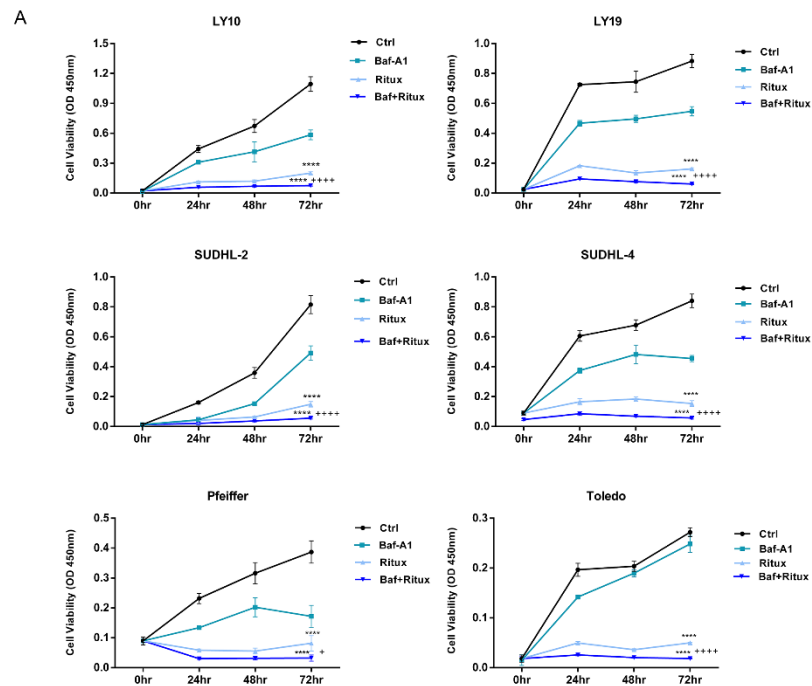 A
LY10
Cell Viability (OD 450nm)
1.5
1.2
0.9
0.6
0.3
0.0
0hr 24hr 48hr 72hr
Ctrl
Baf-A1
Ritux
Baf+Ritux
****
**** ++++
LY19
Cell Viability (OD 450nm)
1.0
0.8
0.6
0.4
0.2
0.0
0hr 24hr 48hr 72hr
Ctrl
Baf-A1
Ritux
Baf+Ritux
****
**** ++++
SUDHL-2
Cell Viability (OD 450nm)
1.0
0.8
0.6
0.4
0.2
0.0
0hr 24hr 48hr 72hr
Ctrl
Baf-A1
Ritux
Baf+Ritux
****
**** ++++
SUDHL-4
Cell Viability (OD 450nm)
1.0
0.8
0.6
0.4
0.2
0.0
0hr 24hr 48hr 72hr
Ctrl
Baf-A1
Ritux
Baf+Ritux
****
**** ++++
Pfeiffer
Cell Viability (OD 450nm)
0.5
0.4
0.3
0.2
0.1
0.0
0hr 24hr 48hr 72hr
Ctrl
Baf-A1
Ritux
Baf+Ritux
****
**** +
Toledo
Cell Viability (OD 450nm)
0.3
0.2
0.1
0.0
0hr 24hr 48hr 72hr
Ctrl
Baf-A1
Ritux
Baf+Ritux
****
**** ++++